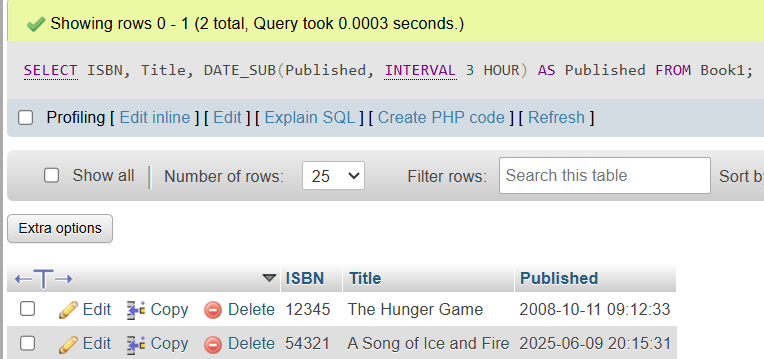 Showing rows 0 - 1 (2 total, Query took 0.0003 seconds.)
SELECT ISBN, Title, DATE_SUB(Published, INTERVAL 3 HOUR) AS Published FROM Book1;
Profiling [ Edit inline ] [ Edit ] [ Explain SQL ] [ Create PHP code ] [ Refresh ]
Show all Number of rows: 25 Filter rows: Search this table Sort b
Extra options
ISBN Title Published
Edit Copy Delete 12345 The Hunger Game 2008-10-11 09:12:33
Edit Copy Delete 54321 A Song of Ice and Fire 2025-06-09 20:15:31